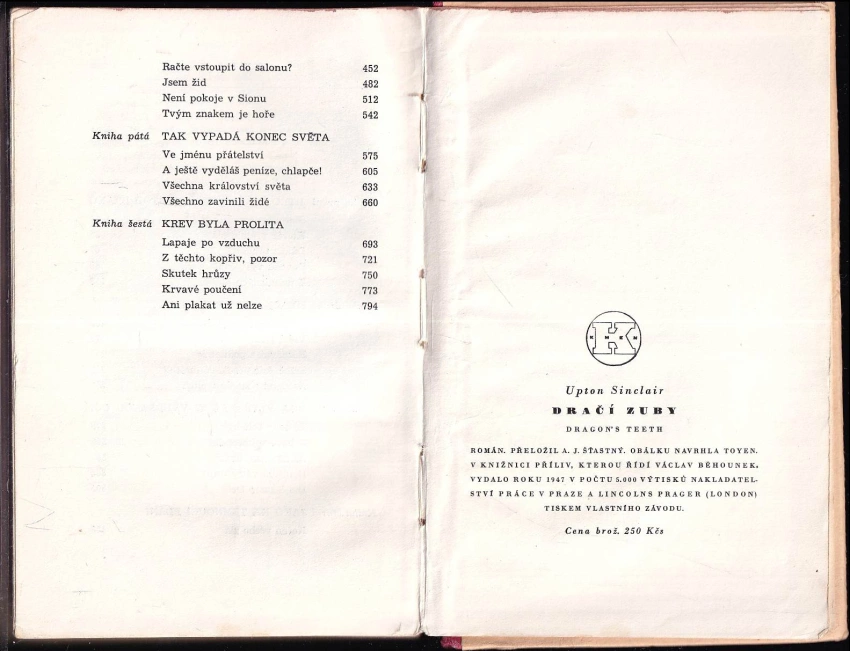 Račte vstoupit do salonu? 452
Jsem žid 482
Není pokoje v Sionu 512
Tvým znakem je hoře 542
Kniha pátá TAK VYPADÁ KONEC SVĚTA
Ve jménu přátelství 575
A ještě vyděláš peníze, chlapče! 605
Všechna království světa 633
Všechno zavinili židé 660
Kniha šestá KREV BYLA PROLITA
Lapaje po vzduchu 693
Z těchto kopřiv, pozor 721
Skutek hrůzy 750
Krvavé poučení 773
Ani plakat už nelze 794
Upton Sinclair
DRAČÍ ZUBY
DRAGON'S TEETH
ROMÁN. PŘELOŽIL A. J. ŠŤASTNÝ. OBÁLKU NAVRHLA TOYEN.
V KNIŽNICI PŘÍLIV, KTEROU ŘÍDÍ VÁCLAV BĚHOUNEK.
VYDALO ROKU 1947 V POČTU 5.000 VÝTISKŮ NAKLADATEL-
STVÍ PRÁCE V PRAZE A LINCOLNS PRAGER (LONDON)
TISKEM VLASTNÍHO ZÁVODU.
Cena brož. 250 Kčs